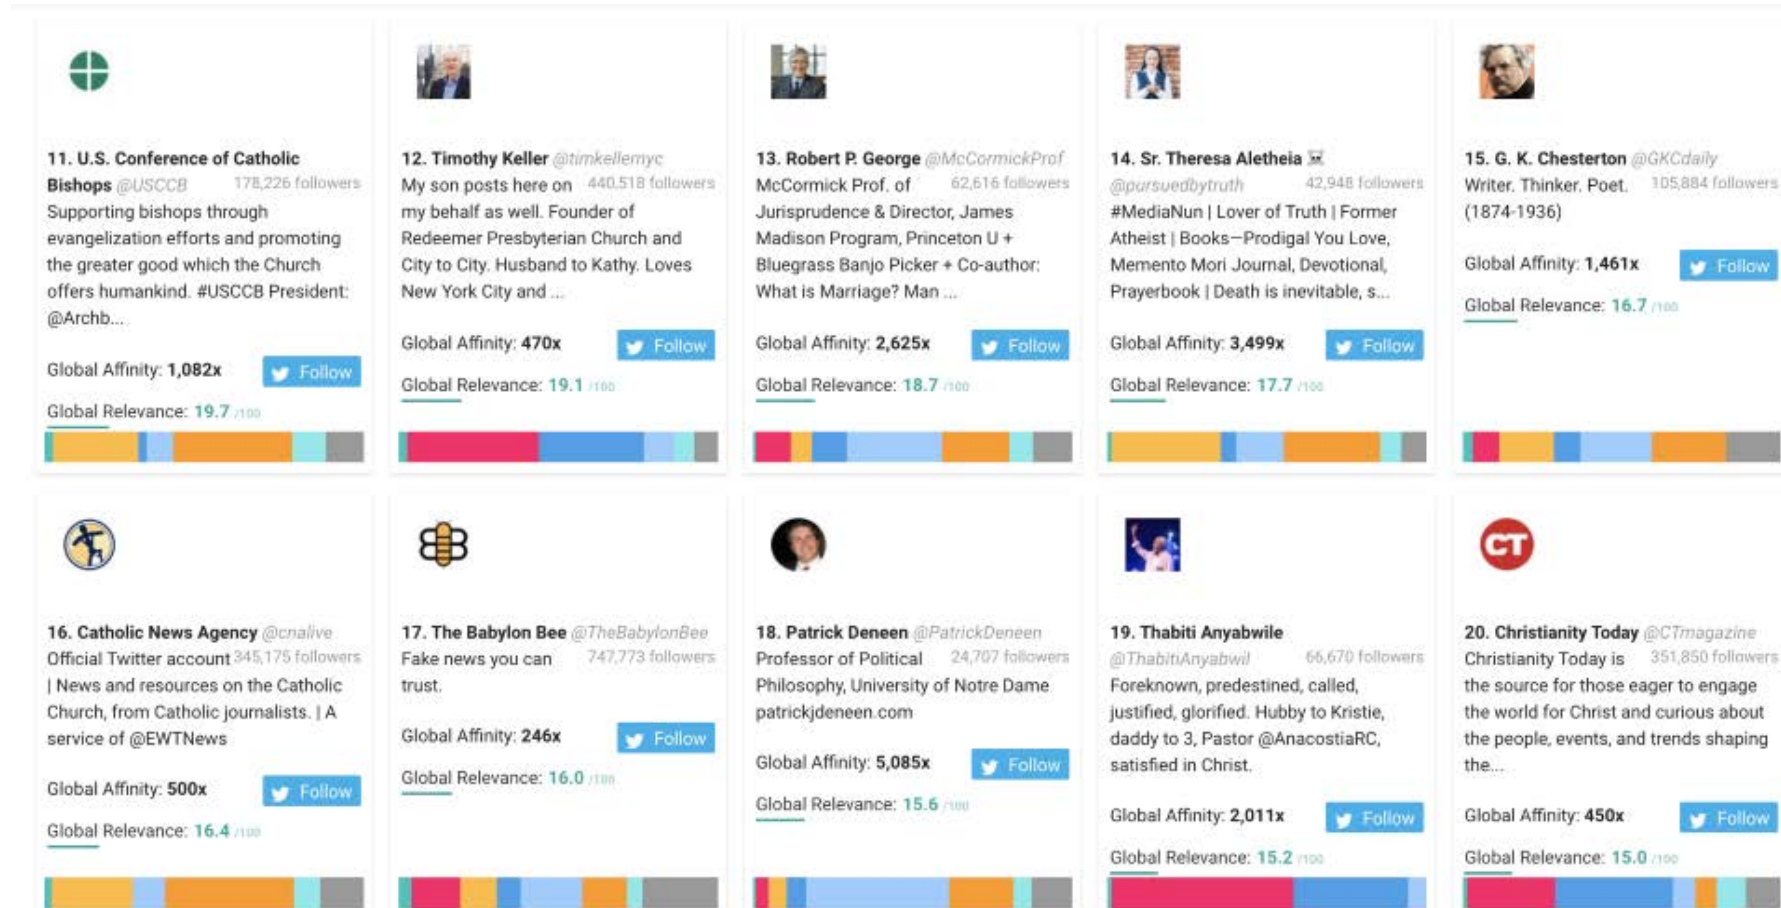 11. U.S. Conference of Catholic
Bishops @USCCB 178,226 followers
Supporting bishops through
evangelization efforts and promoting
the greater good which the Church
offers humankind. #USCCB President:
@Archb...
Global Affinity: 1,082x Follow
Global Relevance: 19.7 /100
12. Timothy Keller @timkellernyc
My son posts here on 440,518 followers
my behalf as well. Founder of
Redeemer Presbyterian Church and
City to City. Husband to Kathy. Loves
New York City and ...
Global Affinity: 470x Follow
Global Relevance: 19.1 /100
13. Robert P. George @McCormickProf
McCormick Prof. of 62,616 followers
Jurisprudence & Director, James
Madison Program, Princeton U +
Bluegrass Banjo Picker + Co-author:
What is Marriage? Man ...
Global Affinity: 2,625x Follow
Global Relevance: 18.7 /100
14. Sr. Theresa Aletheia ☠
@pursuedbytruth 42,948 followers
#MediaNun | Lover of Truth | Former
Atheist | Books—Prodigal You Love,
Memento Mori Journal, Devotional,
Prayerbook | Death is inevitable, s...
Global Affinity: 3,499x Follow
Global Relevance: 17.7 /100
15. G. K. Chesterton @GKCdaily
Writer. Thinker. Poet. 105,884 followers
(1874-1936)
Global Affinity: 1,461x Follow
Global Relevance: 16.7 /100
16. Catholic News Agency @cnalive
Official Twitter account 345,175 followers
| News and resources on the Catholic
Church, from Catholic journalists. | A
service of @EWTNews
Global Affinity: 500x Follow
Global Relevance: 16.4 /100
17. The Babylon Bee @TheBabylonBee
Fake news you can 747,773 followers
trust.
Global Affinity: 246x Follow
Global Relevance: 16.0 /100
18. Patrick Deneen @PatrickDeneen
Professor of Political 24,707 followers
Philosophy, University of Notre Dame
patrickjdeneen.com
Global Affinity: 5,085x Follow
Global Relevance: 15.6 /100
19. Thabiti Anyabwile
@ThabitiAnyabwil 66,670 followers
Foreknown, predestined, called,
justified, glorified. Hubby to Kristie,
daddy to 3, Pastor @AnacostiaRC,
satisfied in Christ.
Global Affinity: 2,011x Follow
Global Relevance: 15.2 /100
CT
20. Christianity Today @CTmagazine
Christianity Today is 351,850 followers
the source for those eager to engage
the world for Christ and curious about
the people, events, and trends shaping
the...
Global Affinity: 450x Follow
Global Relevance: 15.0 /100